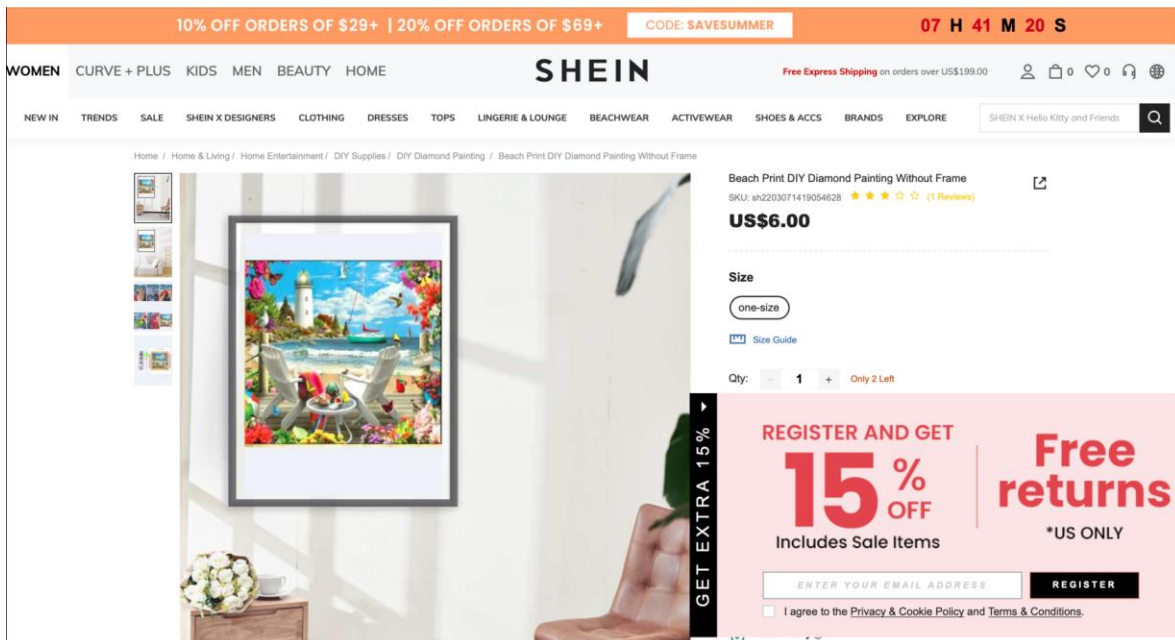 10% OFF ORDERS OF $29+ | 20% OFF ORDERS OF $69+ CODE: SAVESUMMER 07 H 41 M 20 S
WOMEN CURVE + PLUS KIDS MEN BEAUTY HOME SHEIN Free Express Shipping on orders over US$199.00 0 0
NEW IN TRENDS SALE SHEIN X DESIGNERS CLOTHING DRESSES TOPS LINGERIE & LOUNGE BEACHWEAR ACTIVEWEAR SHOES & ACCS BRANDS EXPLORE SHEIN X Hello Kitty and Friends
Home / Home & Living / Home Entertainment / DIY Supplies / DIY Diamond Painting / Beach Print DIY Diamond Painting Without Frame
Beach Print DIY Diamond Painting Without Frame
SKU: sh2203071419054628 (1 Reviews)
US$6.00
Size
one-size
Size Guide
Qty: − 1 + Only 2 Left
GET EXTRA 15%
REGISTER AND GET
15% OFF
Includes Sale Items
Free
returns
*US ONLY
ENTER YOUR EMAIL ADDRESS REGISTER
I agree to the Privacy & Cookie Policy and Terms & Conditions.